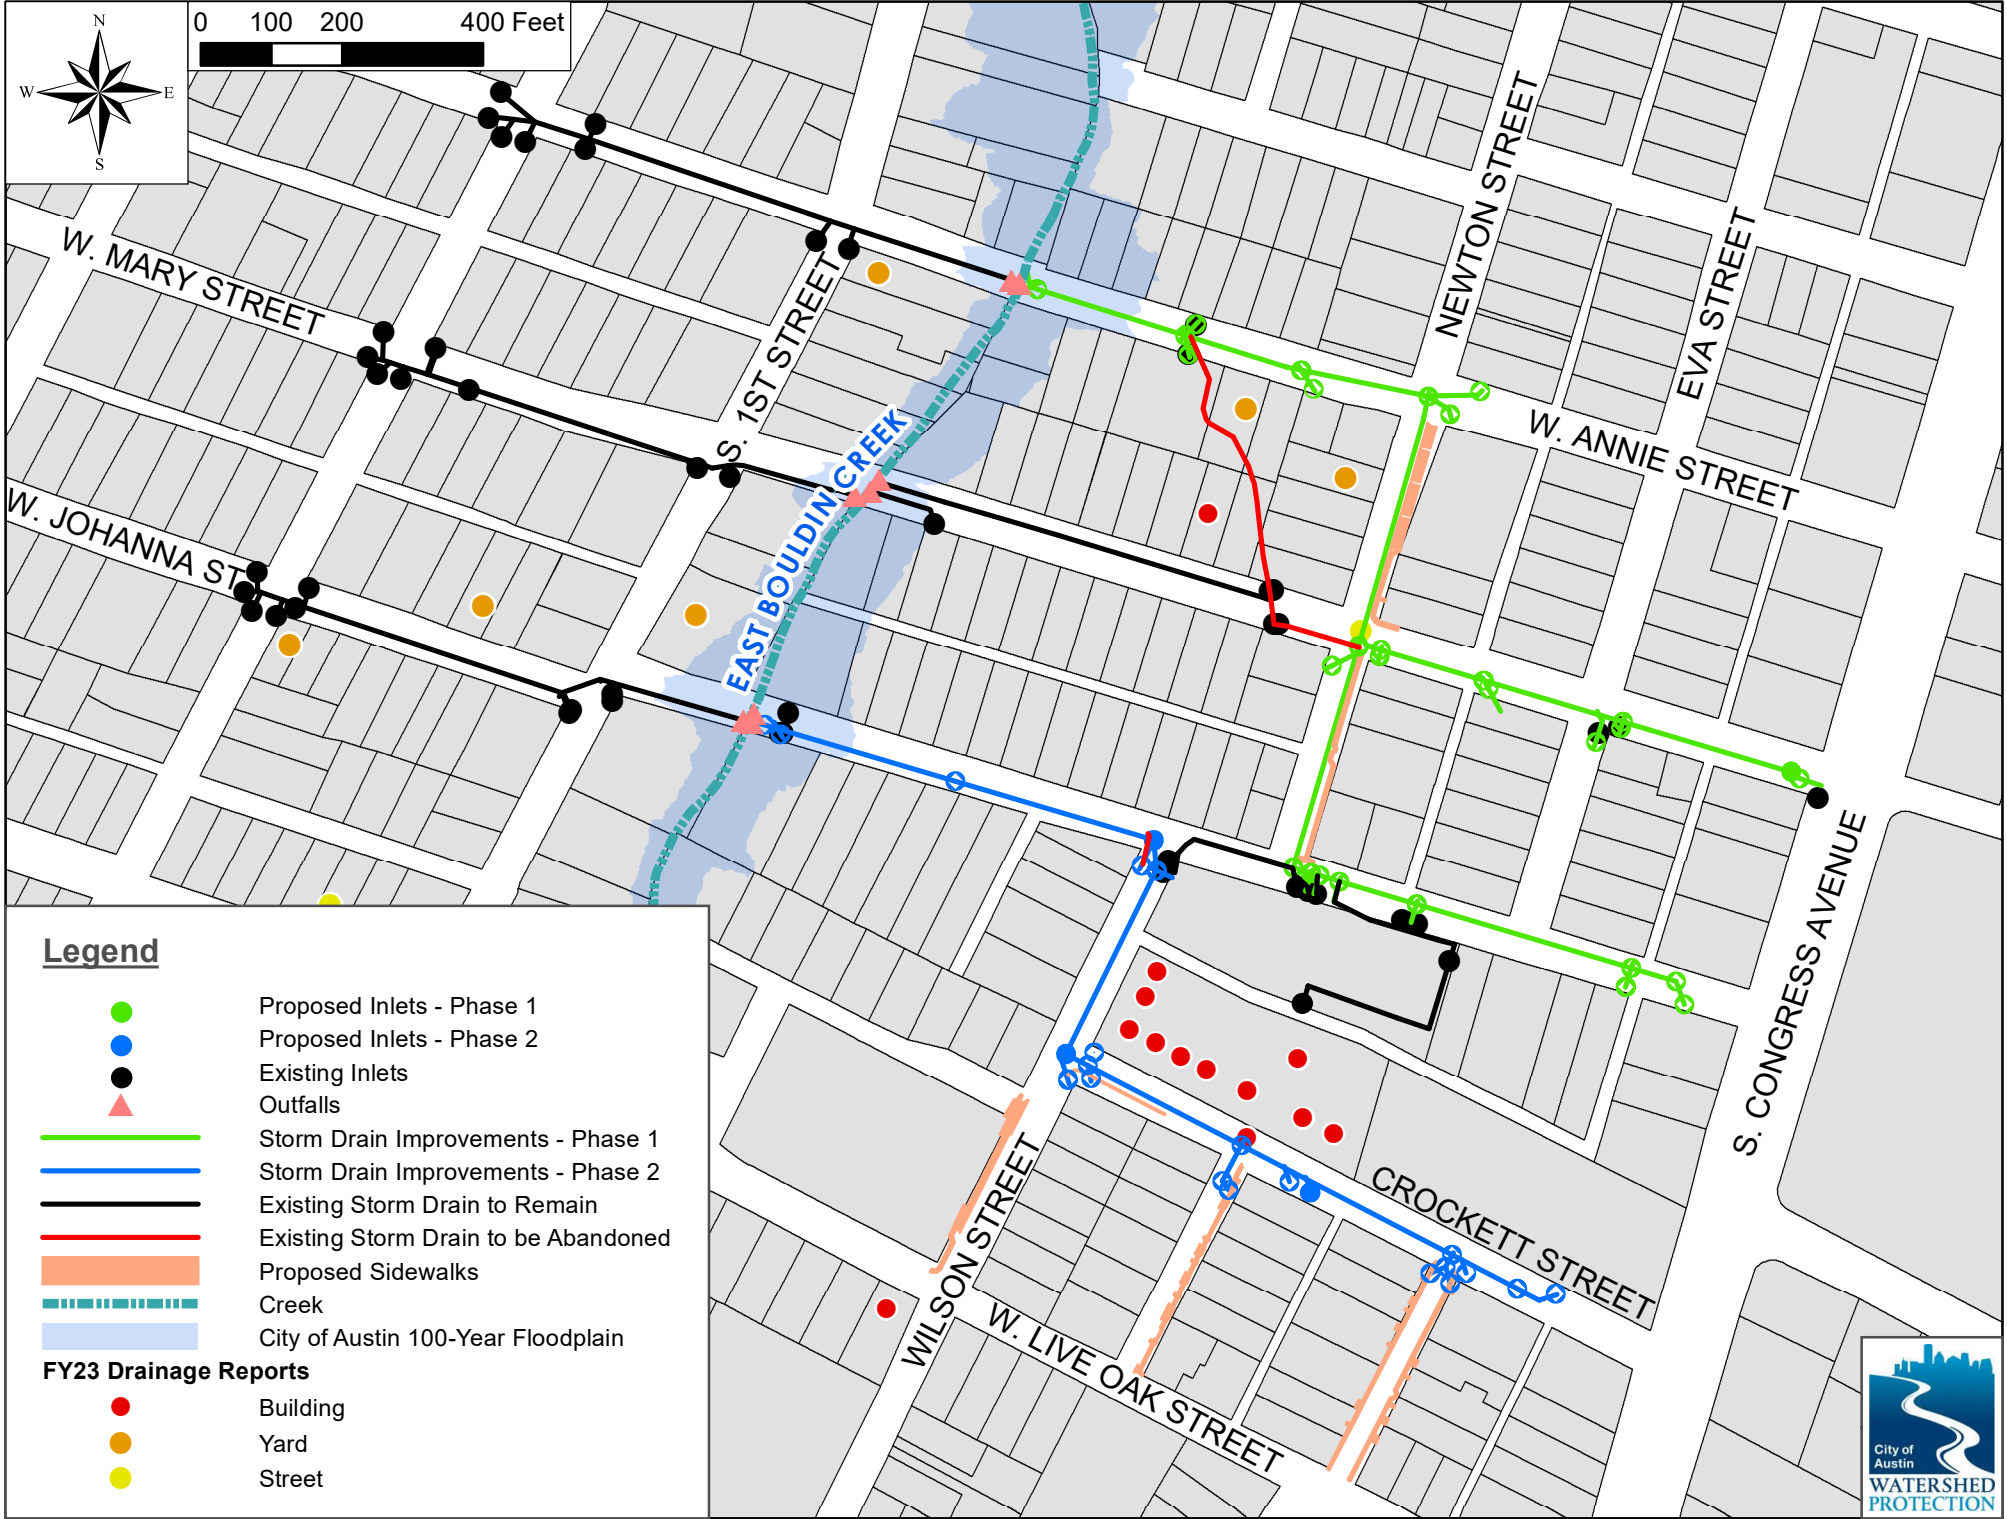 N
W
E
S
0 100 200 400 Feet
NEWTON STREET
EVA STREET
W. MARY STREET
S. 1ST STREET
W. ANNIE STREET
EAST BOULDIN CREEK
W. JOHANNA ST
S. CONGRESS AVENUE
CROCKETT STREET
WILSON STREET
W. LIVE OAK STREET
Legend
Proposed Inlets - Phase 1
Proposed Inlets - Phase 2
Existing Inlets
Outfalls
Storm Drain Improvements - Phase 1
Storm Drain Improvements - Phase 2
Existing Storm Drain to Remain
Existing Storm Drain to be Abandoned
Proposed Sidewalks
Creek
City of Austin 100-Year Floodplain
FY23 Drainage Reports
Building
Yard
Street
City of
Austin
WATERSHED
PROTECTION